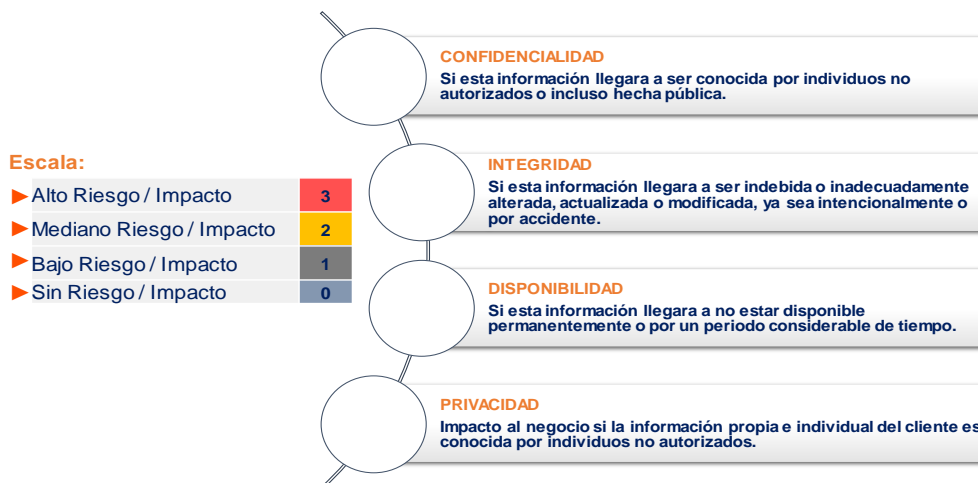 CONFIDENCIALIDAD
Si esta información llegara a ser conocida por individuos no
autorizados o incluso hecha pública.
Escala:
Alto Riesgo / Impacto 3
Mediano Riesgo / Impacto 2
Bajo Riesgo / Impacto 1
Sin Riesgo / Impacto 0
INTEGRIDAD
Si esta información llegara a ser indebida o inadecuadamente
alterada, actualizada o modificada, ya sea intencionalmente o
por accidente.
DISPONIBILIDAD
Si esta información llegara a no estar disponible
permanentemente o por un periodo considerable de tiempo.
PRIVACIDAD
Impacto al negocio si la información propia e individual del cliente es
conocida por individuos no autorizados.